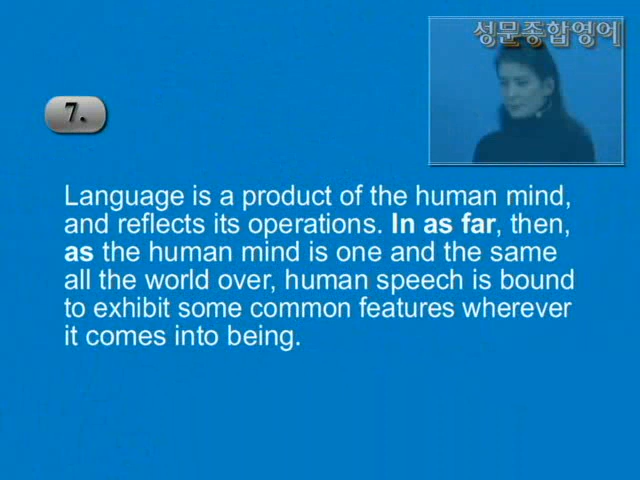 성문종합영어
7.
Language is a product of the human mind,
and reflects its operations. In as far, then,
as the human mind is one and the same
all the world over, human speech is bound
to exhibit some common features wherever
it comes into being.